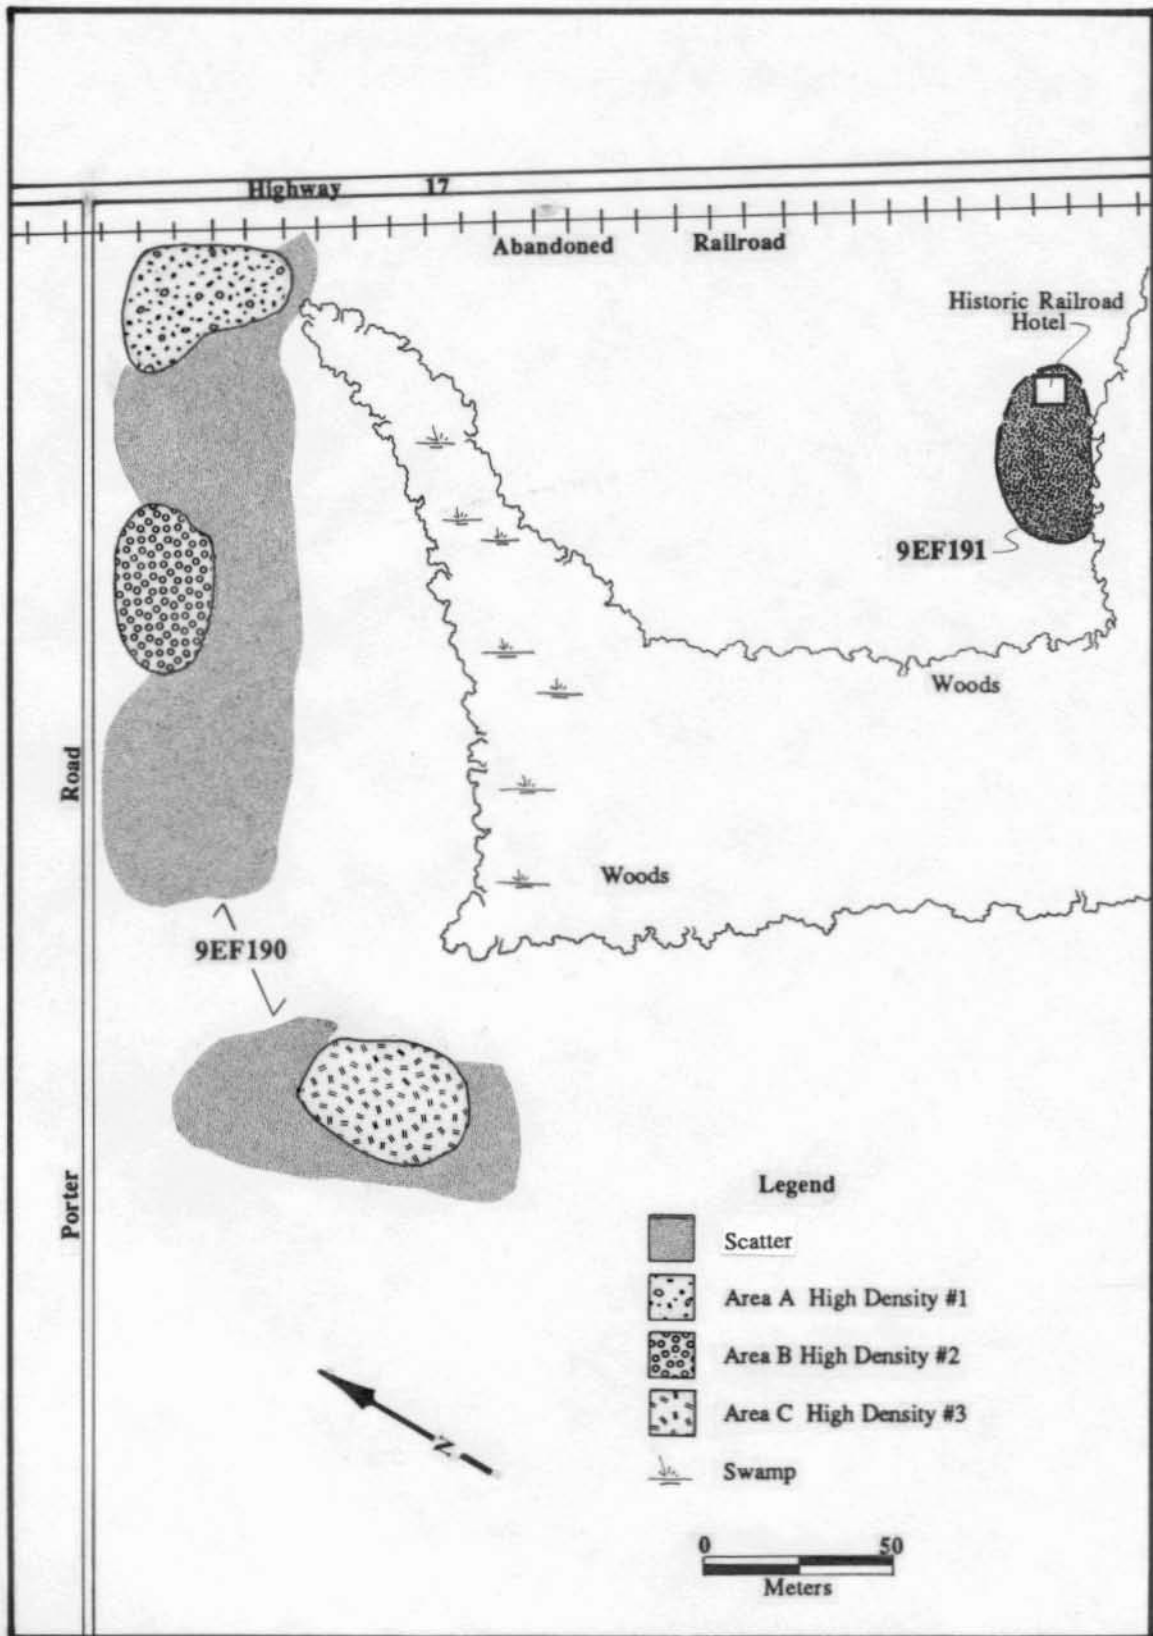 Highway 17
Abandoned Railroad
Historic Railroad
Hotel
9EF191
Woods
Road
Woods
9EF190
Porter
Legend
Scatter
Area A High Density #1
Area B High Density #2
Area C High Density #3
N
Swamp
0 50
Meters